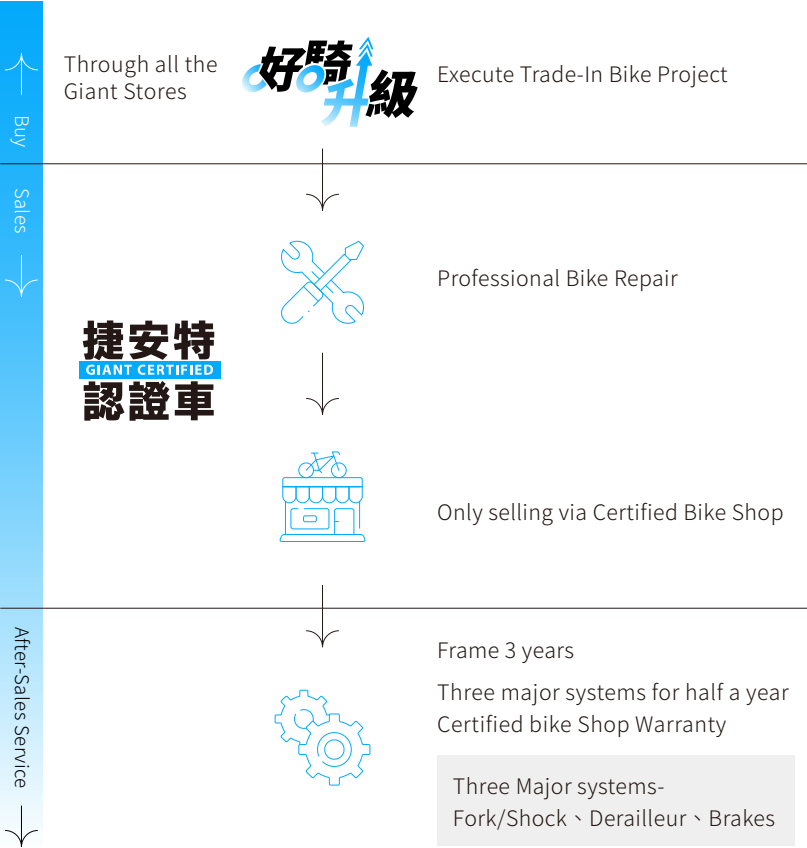 Through all the
Giant Stores
好騎升級
Execute Trade-In Bike Project
Buy
Sales
Professional Bike Repair
捷安特
GIANT CERTIFIED
認證車
Only selling via Certified Bike Shop
After-Sales Service
Frame 3 years
Three major systems for half a year
Certified bike Shop Warranty
Three Major systems-
Fork/Shock、Derailleur、Brakes